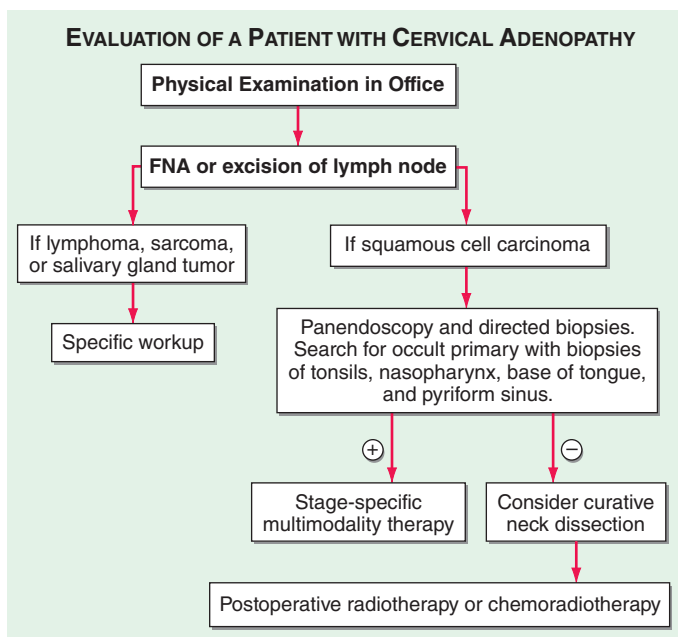 EVALUATION OF A PATIENT WITH CERVICAL ADENOPATHY
Physical Examination in Office
FNA or excision of lymph node
If lymphoma, sarcoma,
or salivary gland tumor
If squamous cell carcinoma
Specific workup
Panendoscopy and directed biopsies.
Search for occult primary with biopsies
of tonsils, nasopharynx, base of tongue,
and pyriform sinus.
+
−
Stage-specific
multimodality therapy
Consider curative
neck dissection
Postoperative radiotherapy or chemoradiotherapy